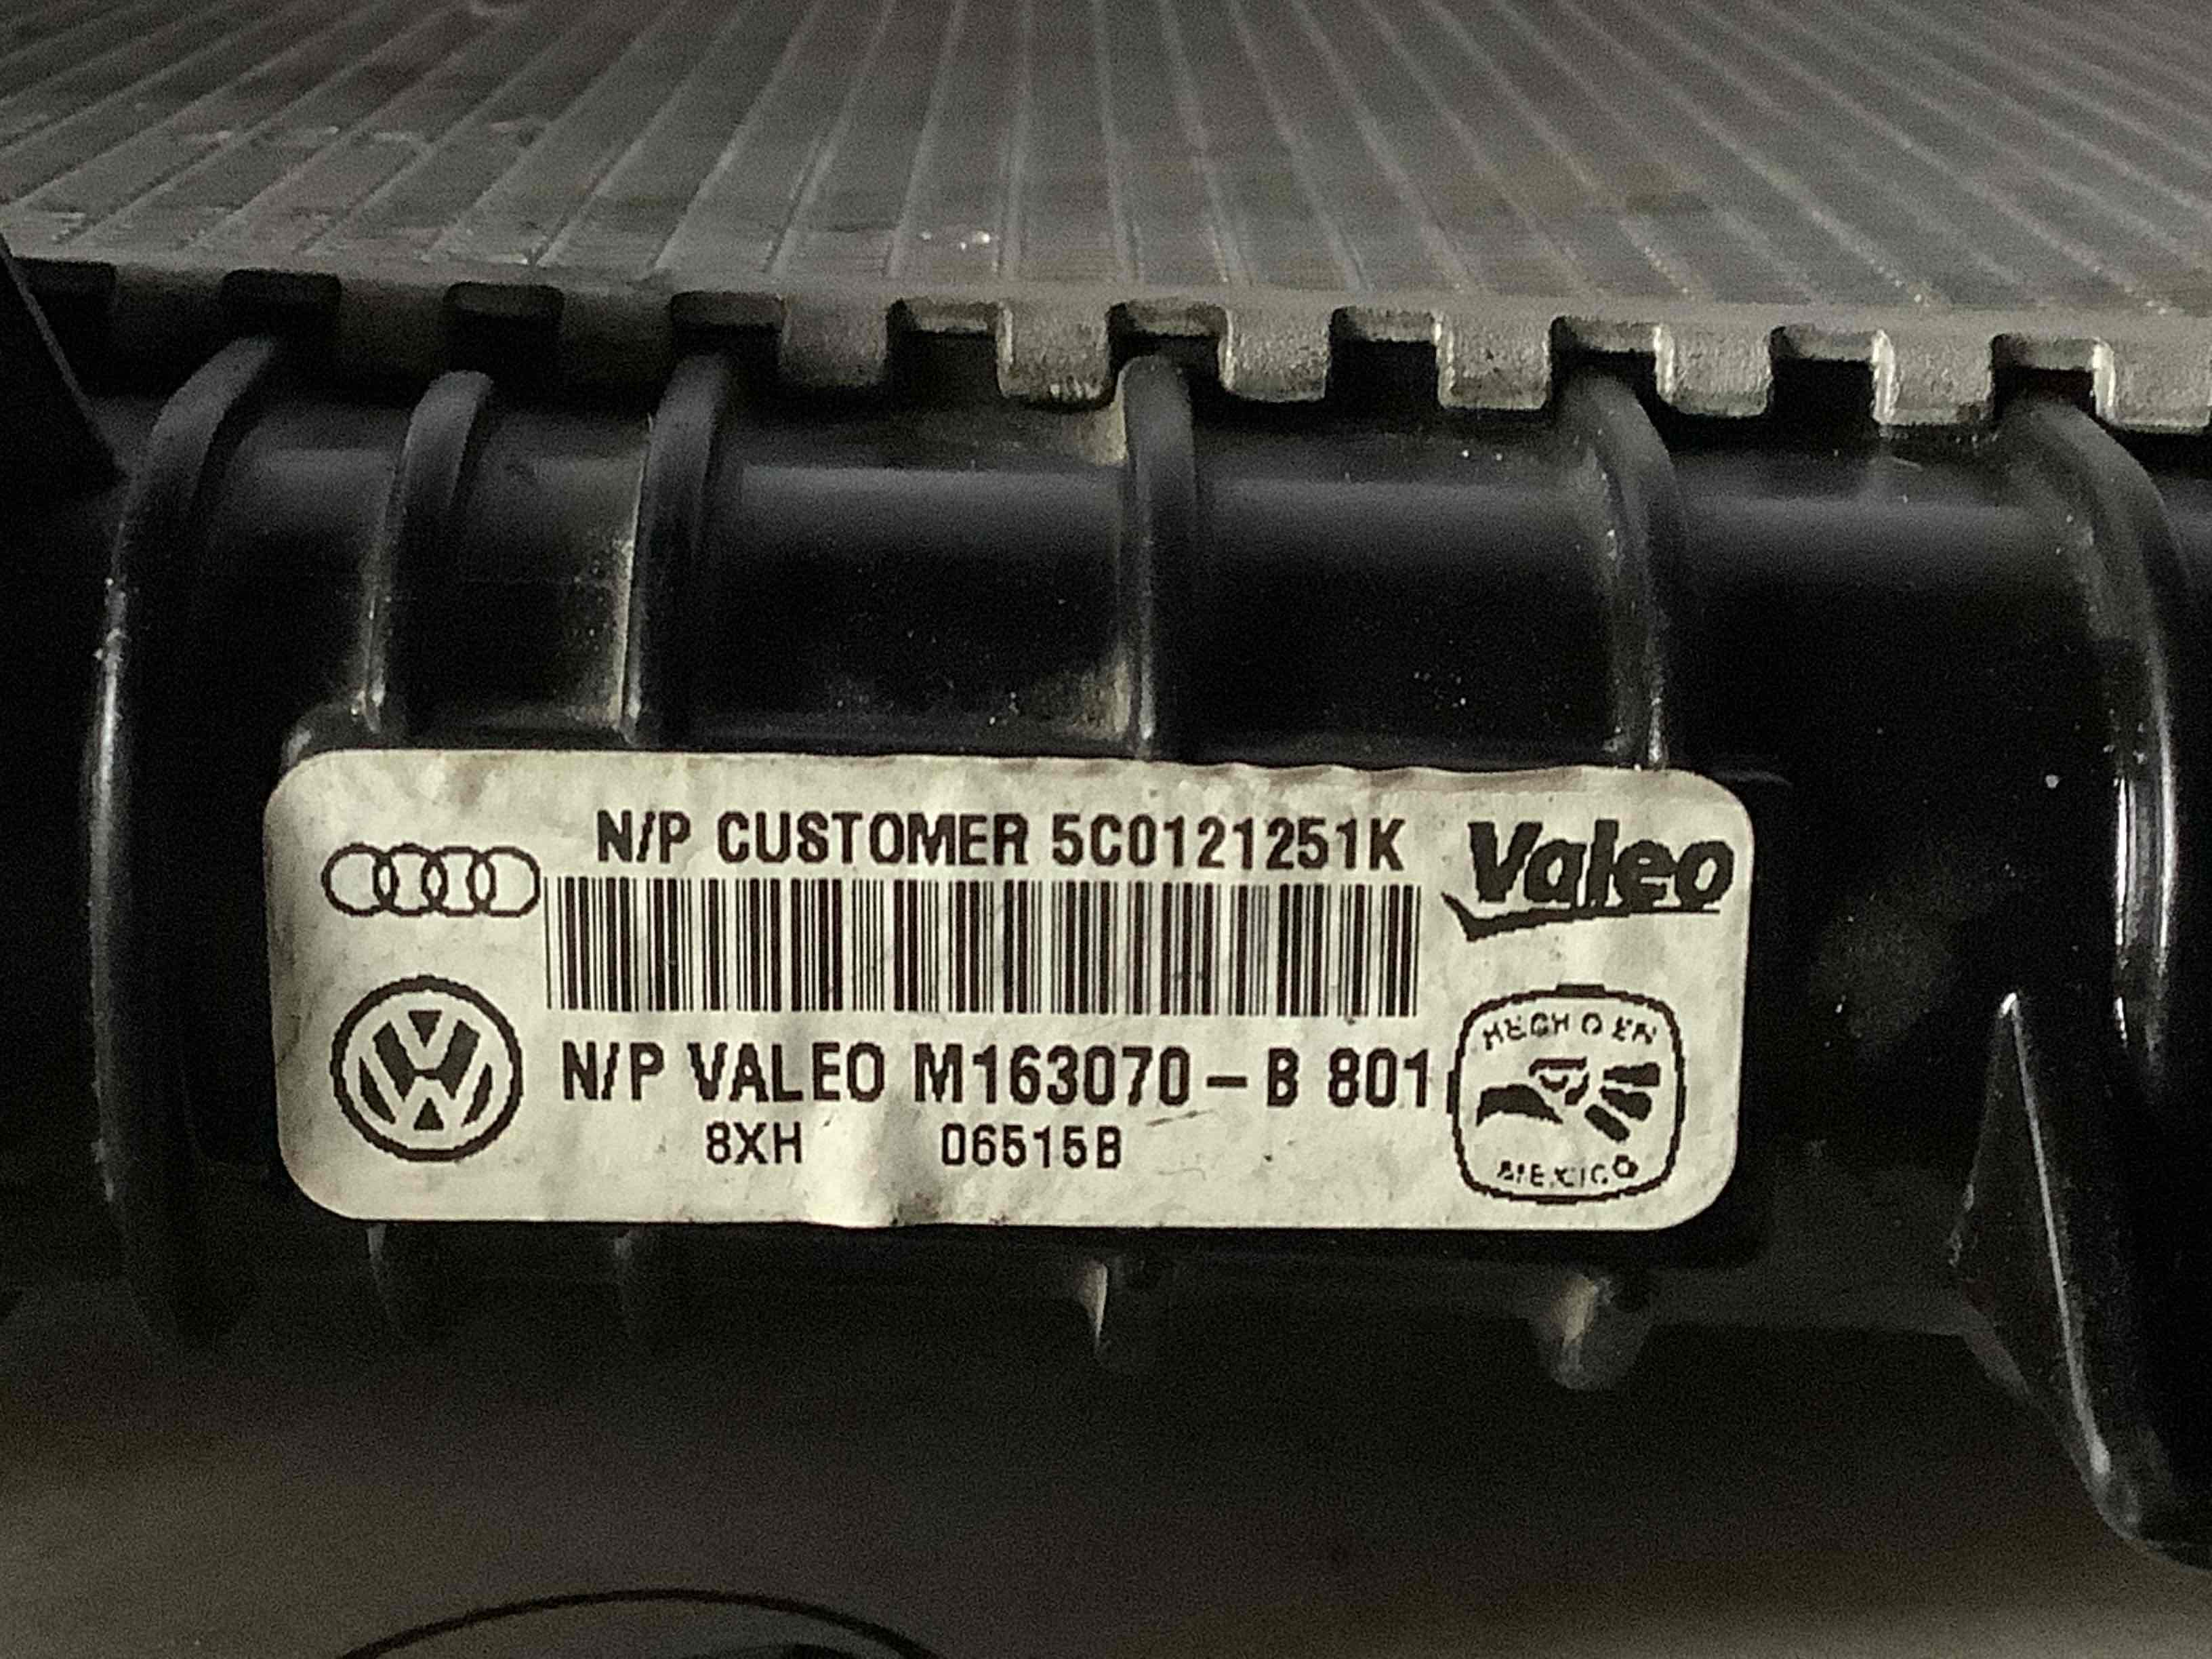 N/P CUSTOMER 5C0121251K
Valeo
N/P VALEO M163070-B 801
8XH 06515B
HECHO EN
MEXICO